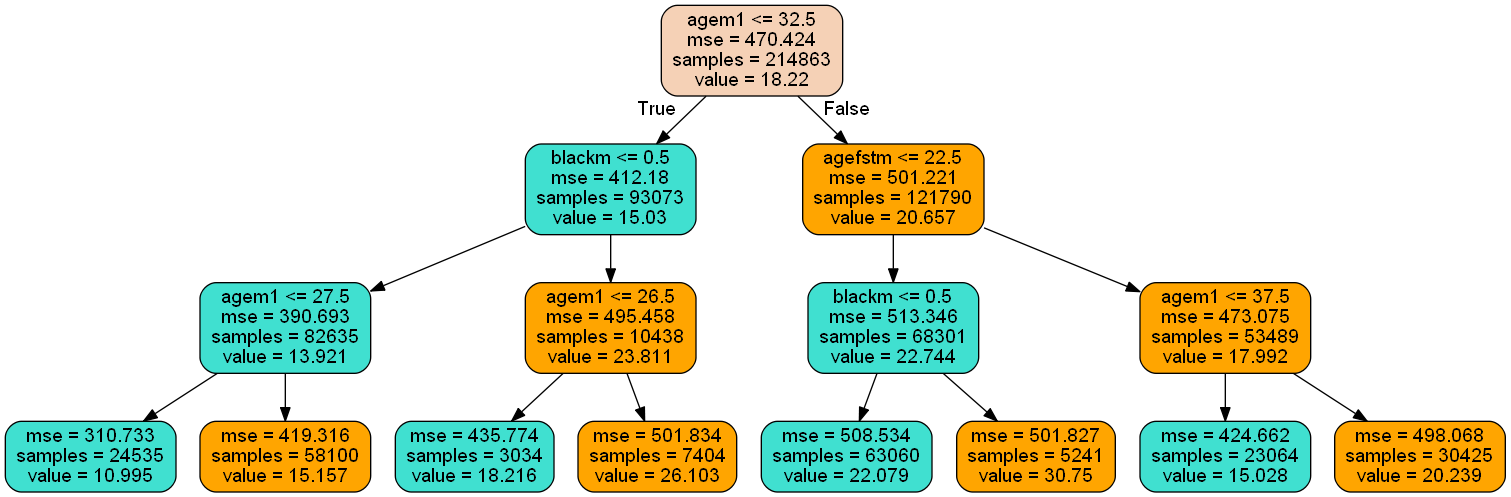 agem1 <= 32.5
mse = 470.424
samples = 214863
value = 18.22
True
False
blackm <= 0.5
mse = 412.18
samples = 93073
value = 15.03
agefstm <= 22.5
mse = 501.221
samples = 121790
value = 20.657
agem1 <= 27.5
mse = 390.693
samples = 82635
value = 13.921
agem1 <= 26.5
mse = 495.458
samples = 10438
value = 23.811
blackm <= 0.5
mse = 513.346
samples = 68301
value = 22.744
agem1 <= 37.5
mse = 473.075
samples = 53489
value = 17.992
mse = 310.733
samples = 24535
value = 10.995
mse = 419.316
samples = 58100
value = 15.157
mse = 435.774
samples = 3034
value = 18.216
mse = 501.834
samples = 7404
value = 26.103
mse = 508.534
samples = 63060
value = 22.079
mse = 501.827
samples = 5241
value = 30.75
mse = 424.662
samples = 23064
value = 15.028
mse = 498.068
samples = 30425
value = 20.239